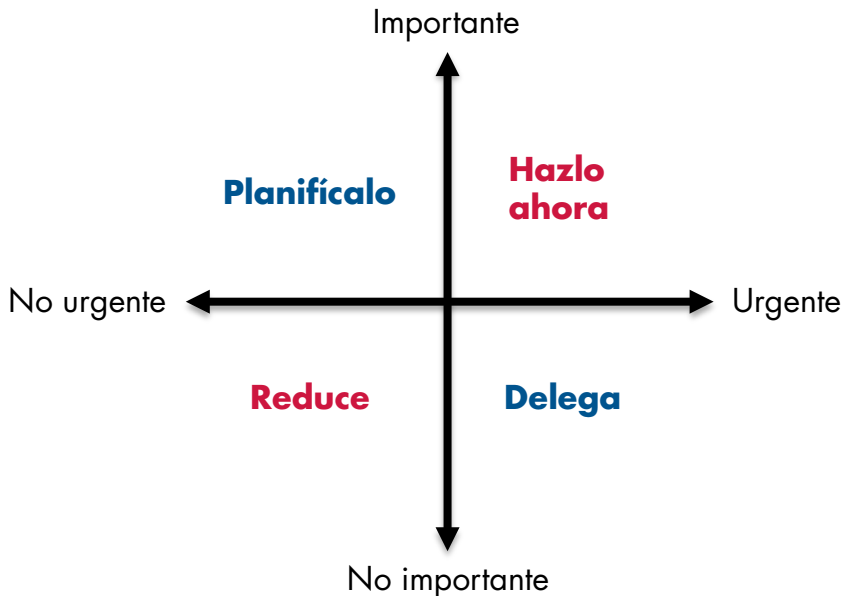 Importante
Planifícalo
Hazlo
ahora
No urgente
Urgente
Reduce
Delega
No importante